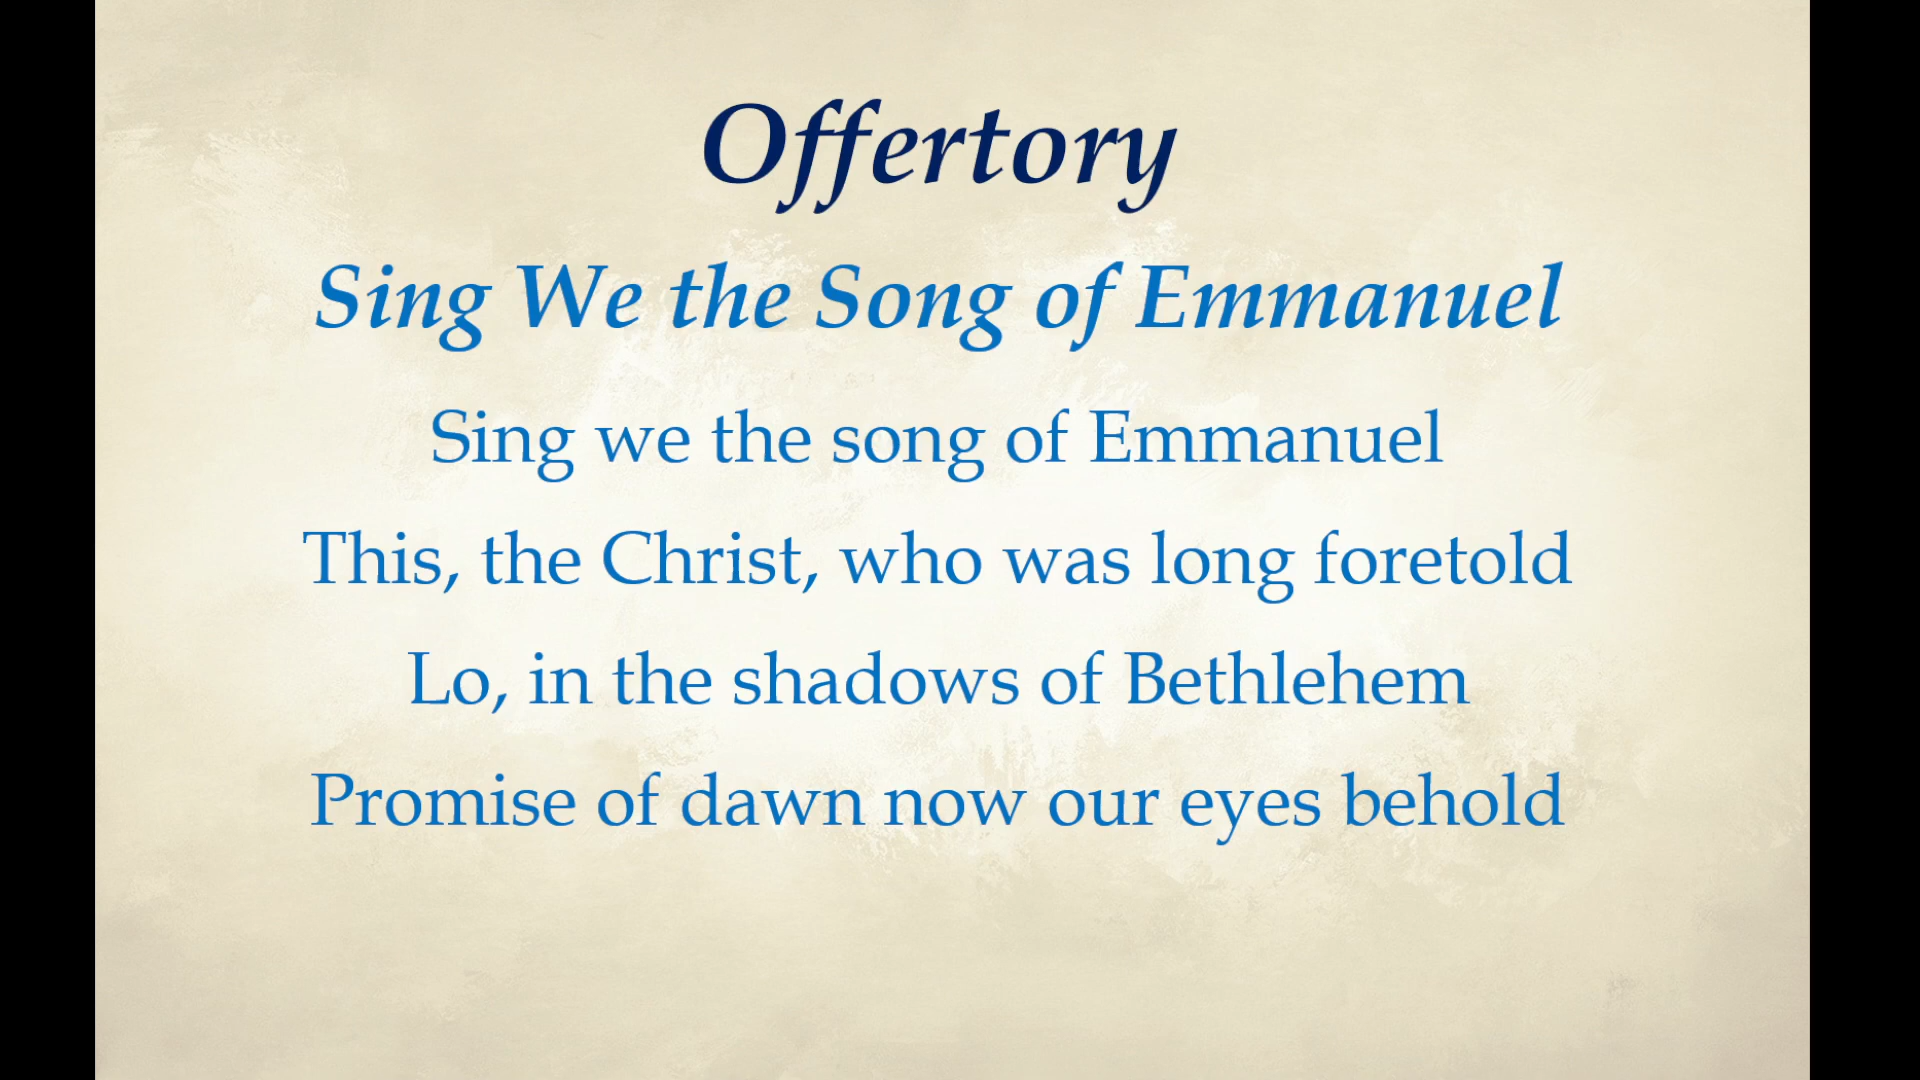 Offertory
Sing We the Song of Emmanuel
Sing we the song of Emmanuel
This, the Christ, who was long foretold
Lo, in the shadows of Bethlehem
Promise of dawn now our eyes behold